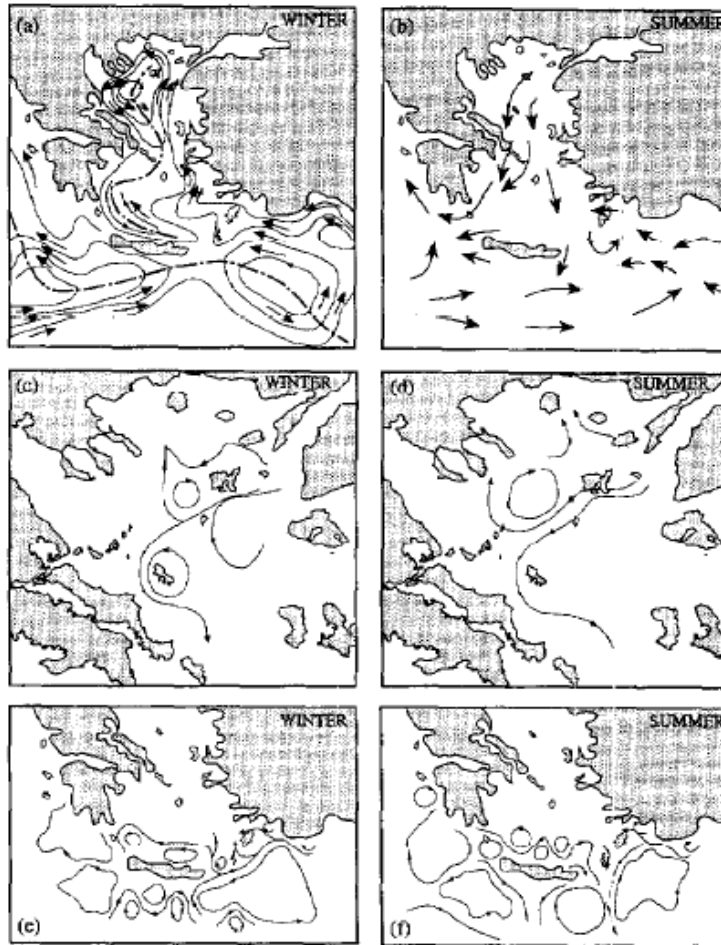 (a) WINTER
(b) SUMMER
(c) WINTER
(d) SUMMER
(e) WINTER
(f) SUMMER